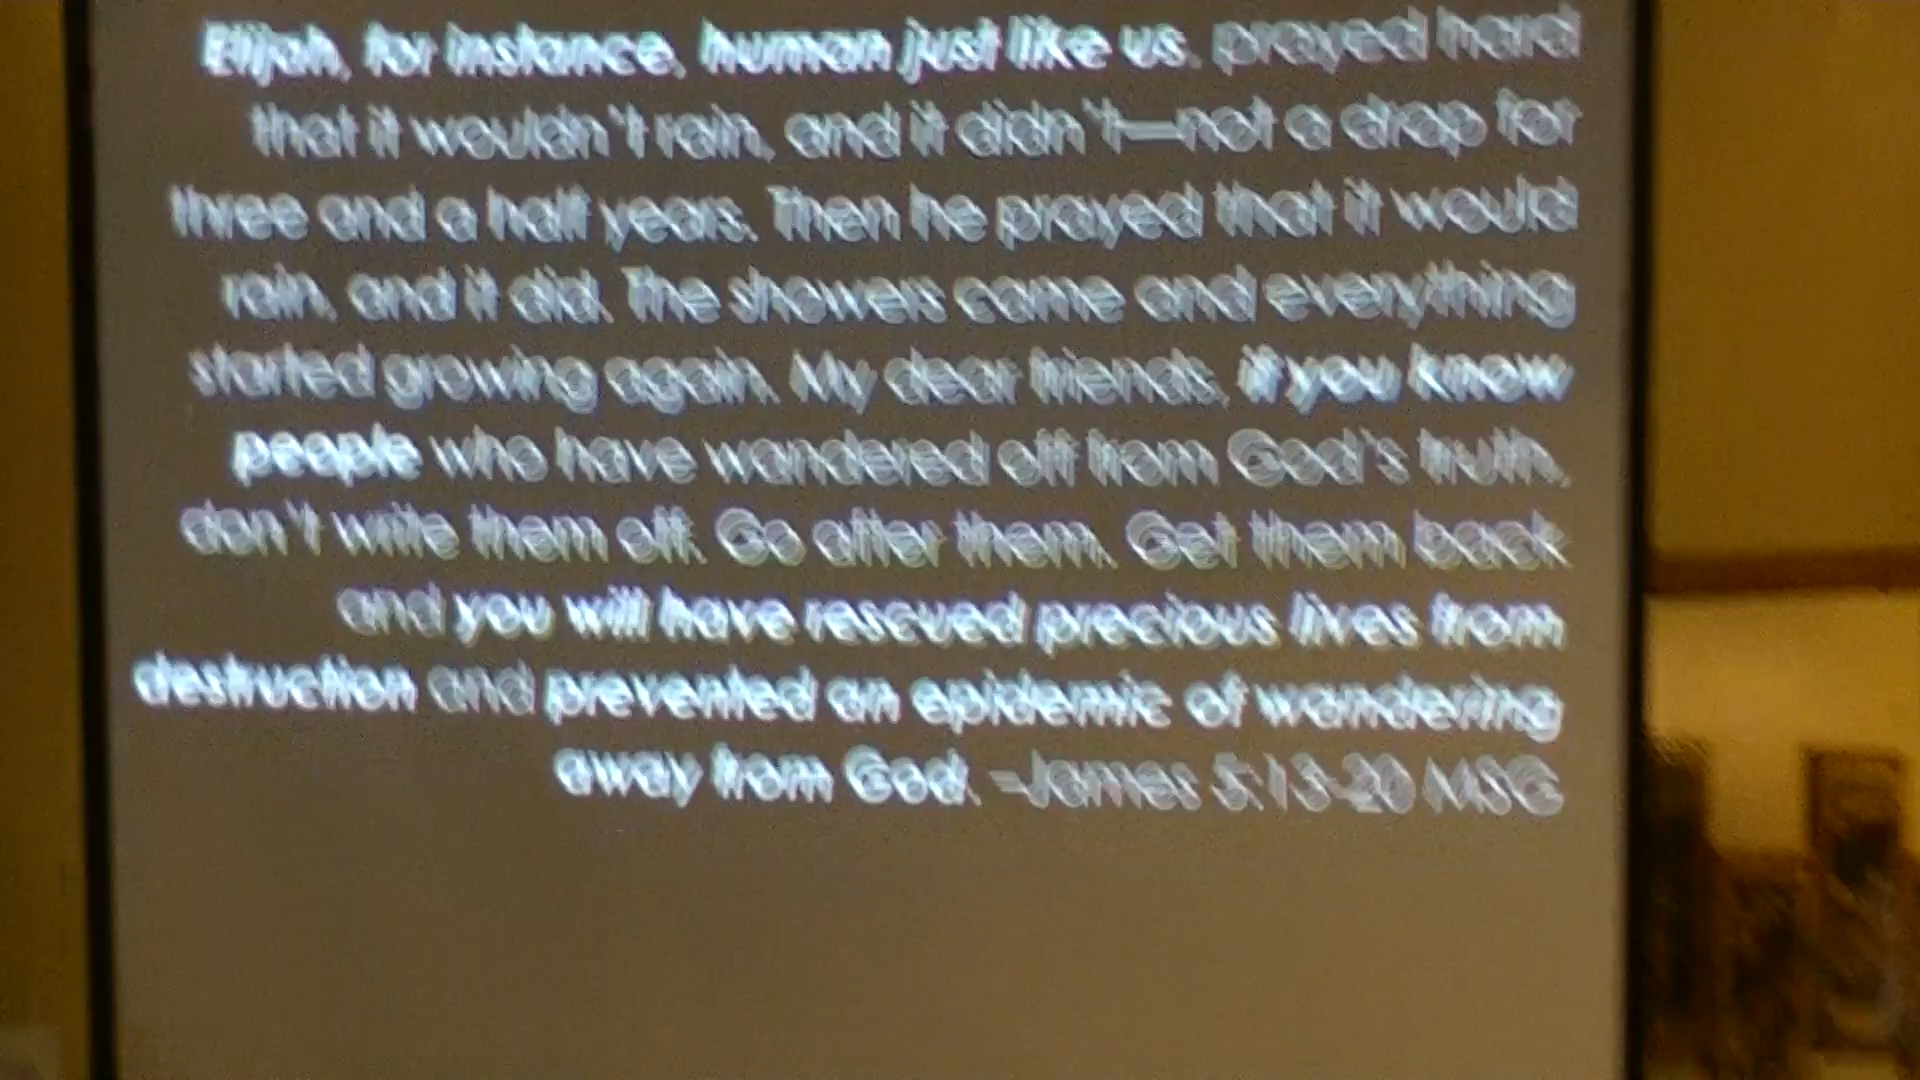 Elijah, for instance, human just like us, prayed hard
that it wouldn't rain, and it didn't—not a drop for
three and a half years. Then he prayed that it would
rain, and it did. The showers came and everything
started growing again. My dear friends, if you know
people who have wandered off from God's truth,
don't write them off. Go after them. Get them back
and you will have rescued precious lives from
destruction and prevented an epidemic of wandering
away from God. -James 5:13-20 MSG